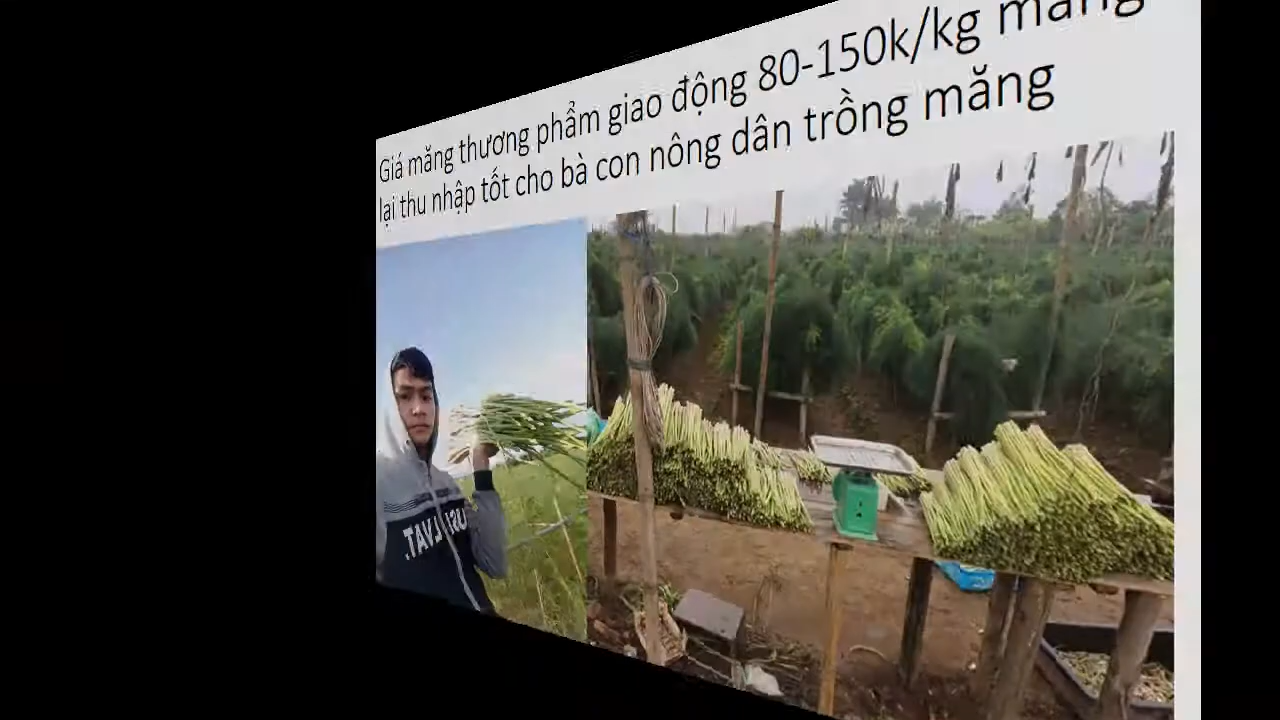 Giá măng thương phẩm giao động 80-150k/kg măng
lại thu nhập tốt cho bà con nông dân trồng măng